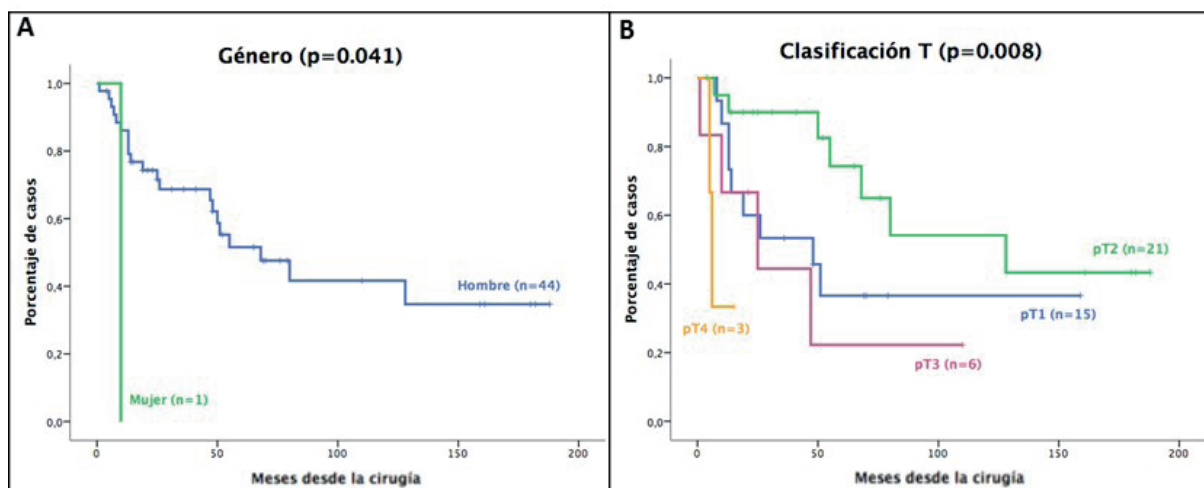 A
Género (p=0.041)
Porcentaje de casos
1,0
0,8
0,6
0,4
0,2
0,0
Hombre (n=44)
Mujer (n=1)
0
50
100
150
200
Meses desde la cirugía
B
Clasificación T (p=0.008)
Porcentaje de casos
1,0
0,8
0,6
0,4
0,2
0,0
pT2 (n=21)
pT1 (n=15)
pT4 (n=3)
pT3 (n=6)
0
50
100
150
200
Meses desde la cirugía